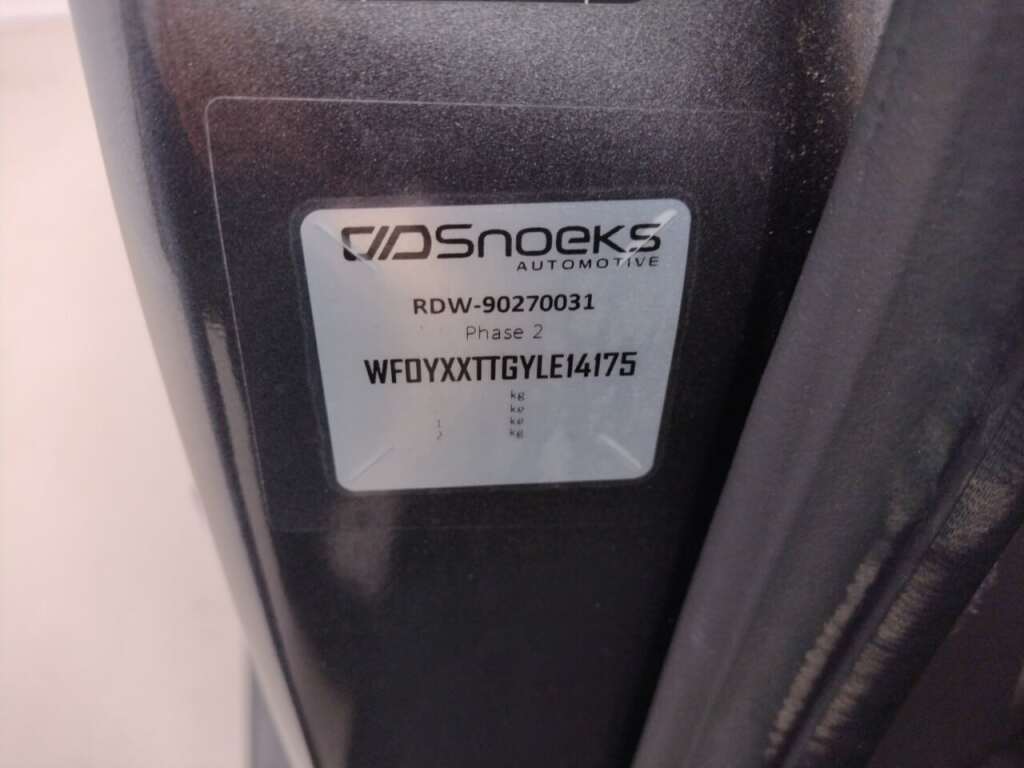 Snoeks
AUTOMOTIVE
RDW-90270031
Phase 2
WF0YXXTTGYLE14175
kg
kg
1 kg
2 kg